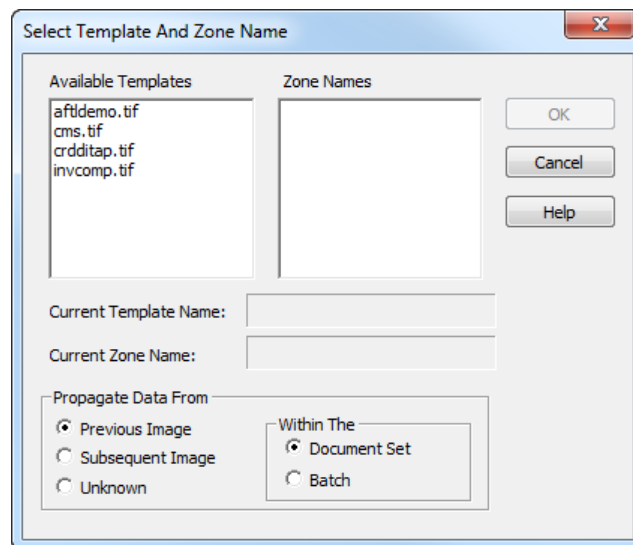 Select Template And Zone Name
Available Templates
Zone Names
aftldemo.tif
cms.tif
crdditap.tif
invcomp.tif
OK
Cancel
Help
Current Template Name:
Current Zone Name:
Propagate Data From
Previous Image
Subsequent Image
Unknown
Within The
Document Set
Batch